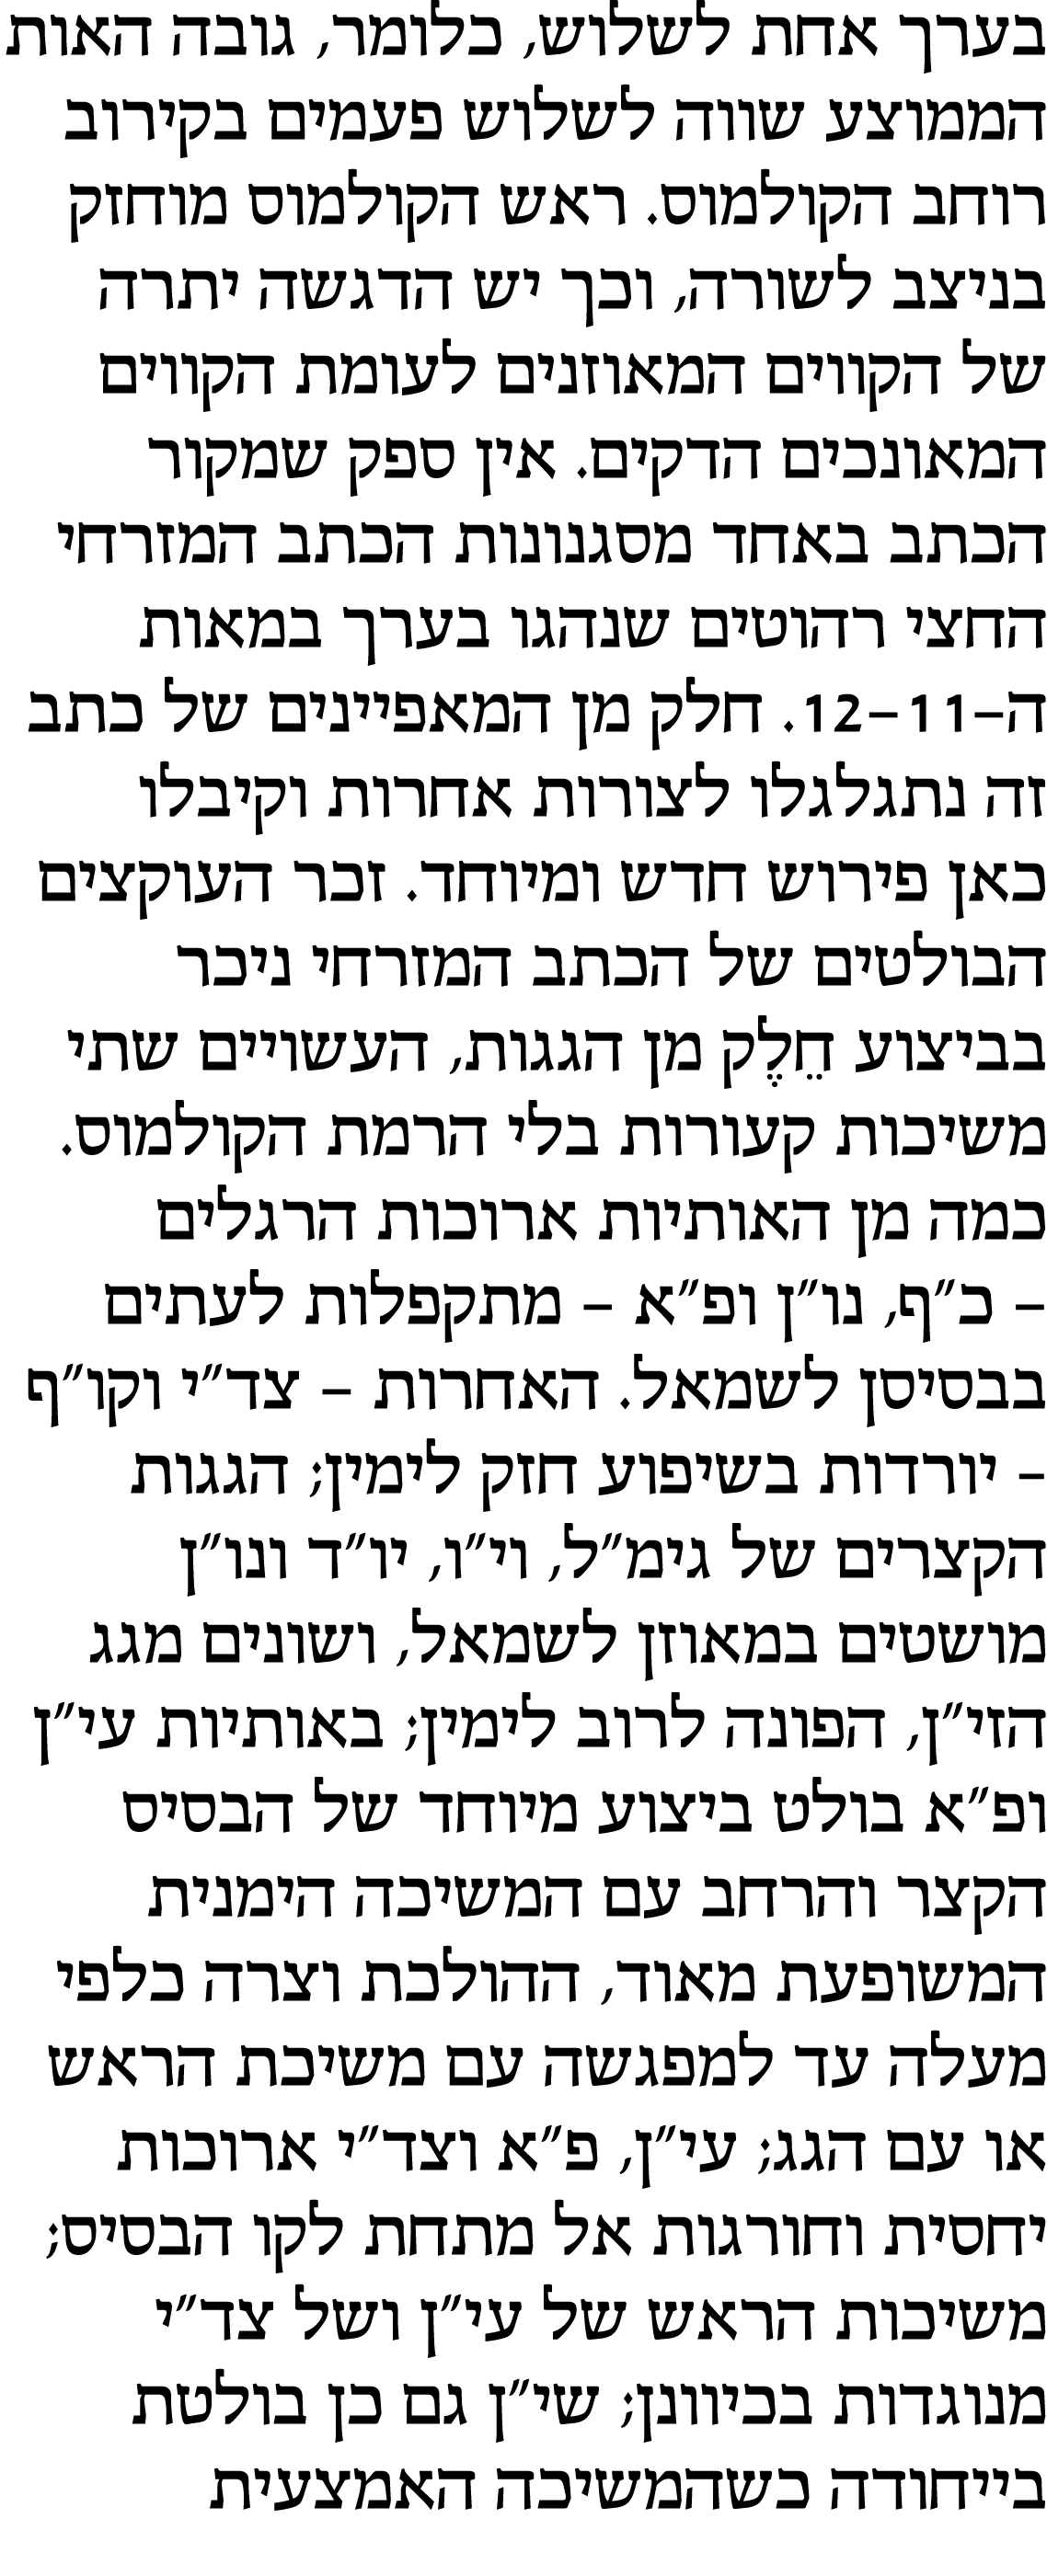 בערך אחת לשלוש, כלומר, גובה האות
הממוצע שווה לשלוש פעמים בקירוב
רוחב הקולמוס. ראש הקולמוס מוחזק
בניצב לשורה, וכך יש הדגשה יתרה
של הקווים המאוזנים לעומת הקווים
המאונכים הדקים. אין ספק שמקור
הכתב באחד מסגנונות הכתב המזרחי
החצי רהוטים שנהגו בערך במאות
ה–11–12. חלק מן המאפיינים של כתב
זה נתגלגלו לצורות אחרות וקיבלו
כאן פירוש חדש ומיוחד. זכר העוקצים
הבולטים של הכתב המזרחי ניכר
בביצוע חֵלֶק מן הגגות, העשויים שתי
משיכות קעורות בלי הרמת הקולמוס.
כמה מן האותיות ארוכות הרגלים
– כ״ף, נו״ן ופ״א – מתקפלות לעתים
בבסיסן לשמאל. האחרות – צד״י וקו״ף
– יורדות בשיפוע חזק לימין; הגגות
הקצרים של גימ״ל, וי״ו, יו״ד ונו״ן
מושטים במאוזן לשמאל, ושונים מגג
הזי״ן, הפונה לרוב לימין; באותיות עי״ן
ופ״א בולט ביצוע מיוחד של הבסיס
הקצר והרחב עם המשיכה הימנית
המשופעת מאוד, ההולכת וצרה כלפי
מעלה עד למפגשה עם משיכת הראש
או עם הגג; עי״ן, פ״א וצד״י ארוכות
יחסית וחורגות אל מתחת לקו הבסיס;
משיכות הראש של עי״ן ושל צד״י
מנוגדות בכיוונן; שי״ן גם כן בולטת
בייחודה כשהמשיכה האמצעית